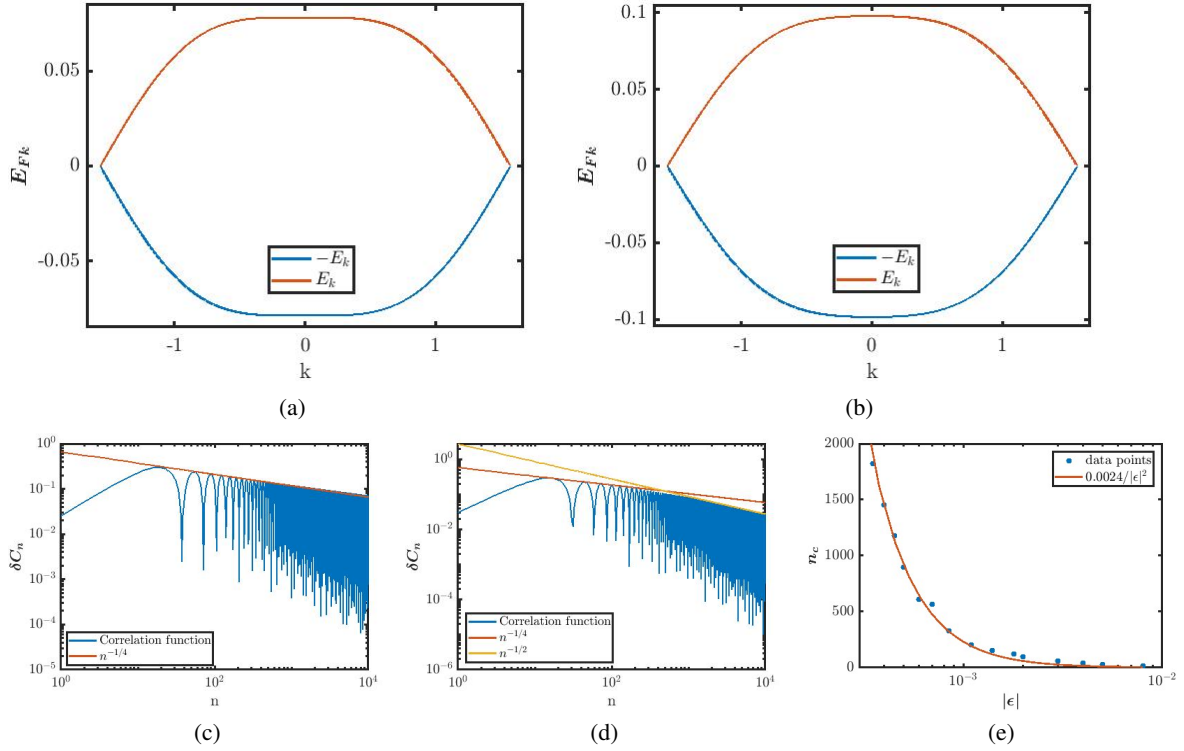 0.05
0
-0.05
E_{Fk}
−E_k
E_k
-1 0 1
k
(a)
0.1
0.05
0
-0.05
-0.1
E_{Fk}
−E_k
E_k
-1 0 1
k
(b)
10^0
10^{-1}
10^{-2}
10^{-3}
10^{-4}
10^{-5}
δC_n
Correlation function
n^{-1/4}
10^0 10^2 10^4
n
(c)
10^0
10^{-2}
10^{-4}
10^{-6}
δC_n
Correlation function
n^{-1/4}
n^{-1/2}
10^0 10^2 10^4
n
(d)
2000
1500
1000
500
0
n_c
data points
0.0024/|ϵ|^2
10^{-3} 10^{-2}
|ϵ|
(e)